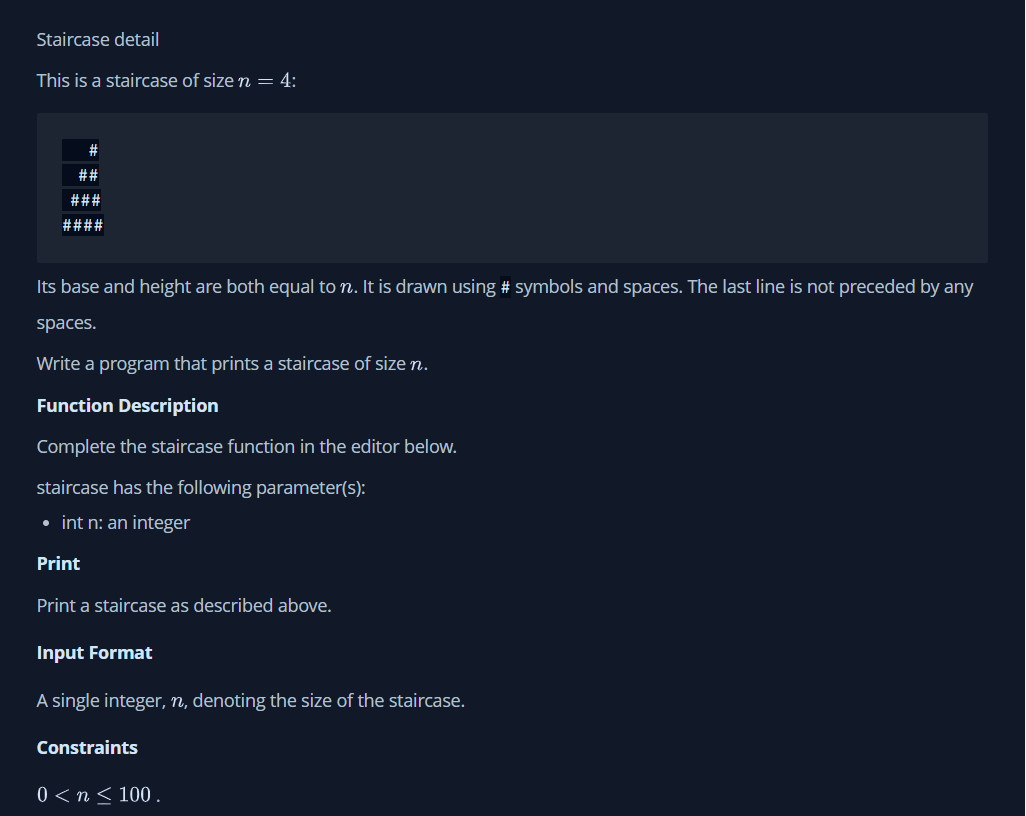 Staircase detail
This is a staircase of size n = 4:
   #
  ##
 ###
####
Its base and height are both equal to n. It is drawn using # symbols and spaces. The last line is not preceded by any
spaces.
Write a program that prints a staircase of size n.
Function Description
Complete the staircase function in the editor below.
staircase has the following parameter(s):
• int n: an integer
Print
Print a staircase as described above.
Input Format
A single integer, n, denoting the size of the staircase.
Constraints
0 < n ≤ 100 .